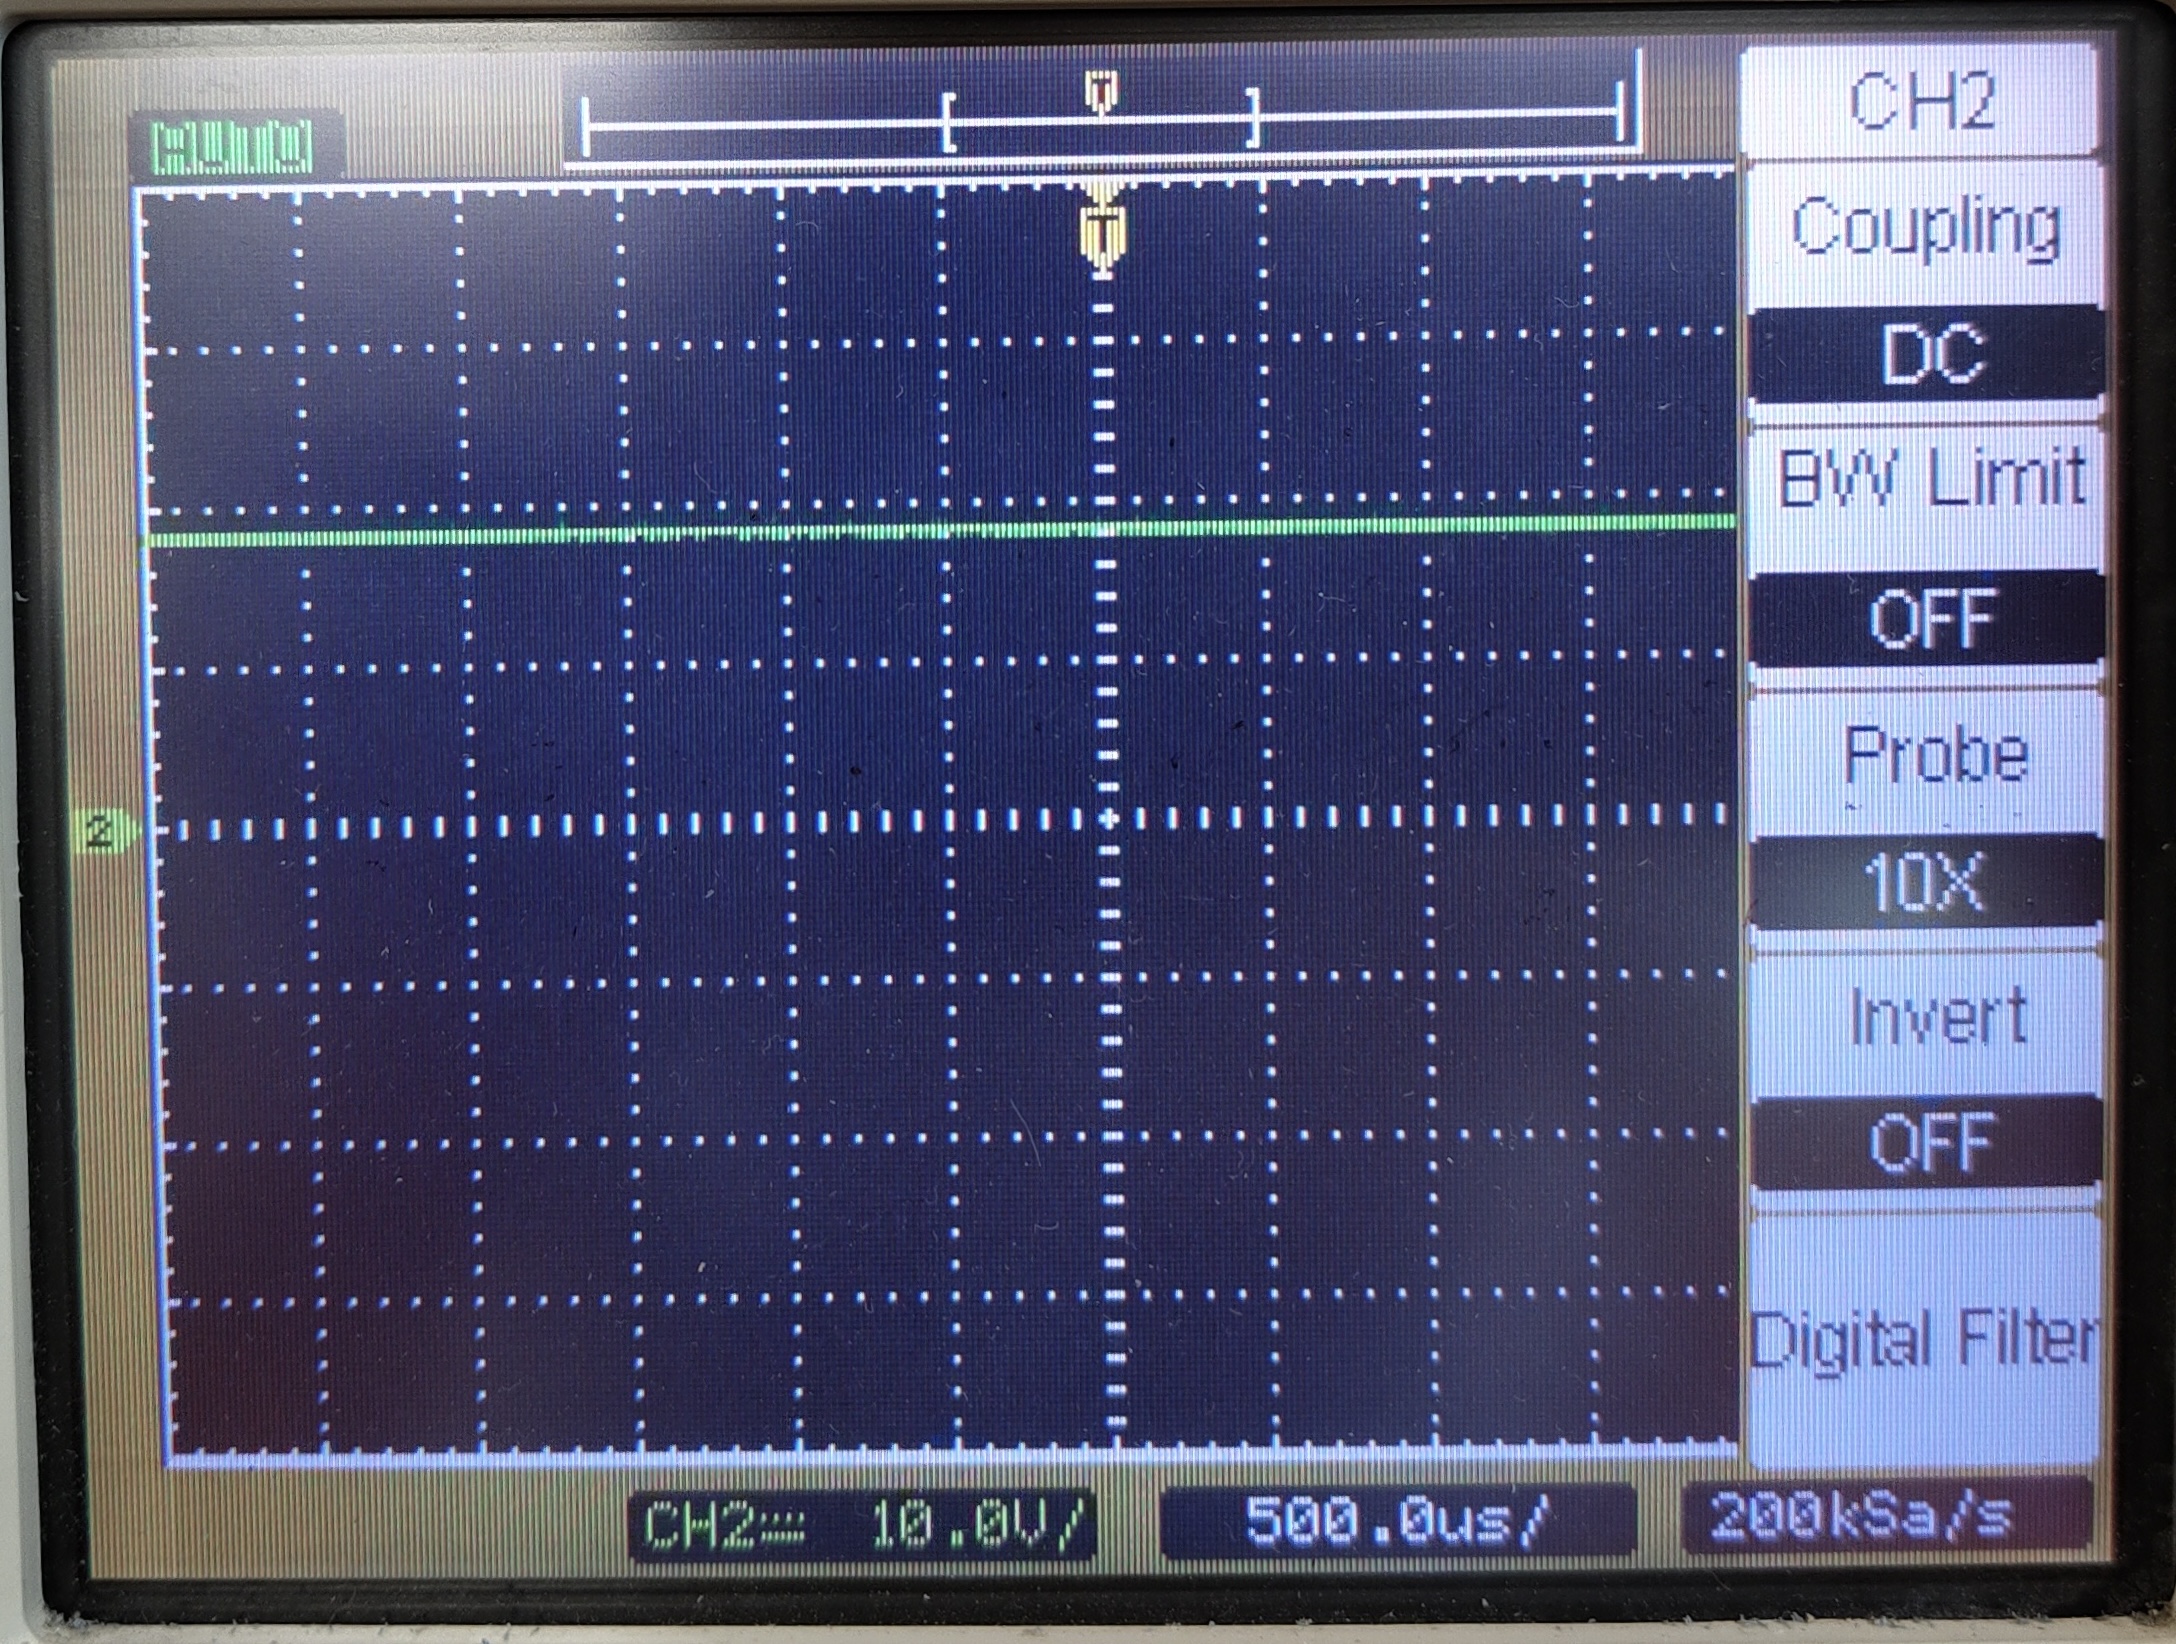 Auto
T
CH2
T
Coupling
DC
BW Limit
OFF
Probe
2
10X
Invert
OFF
Digital Filter
CH2 10.0V/ 500.0us/ 200kSa/s